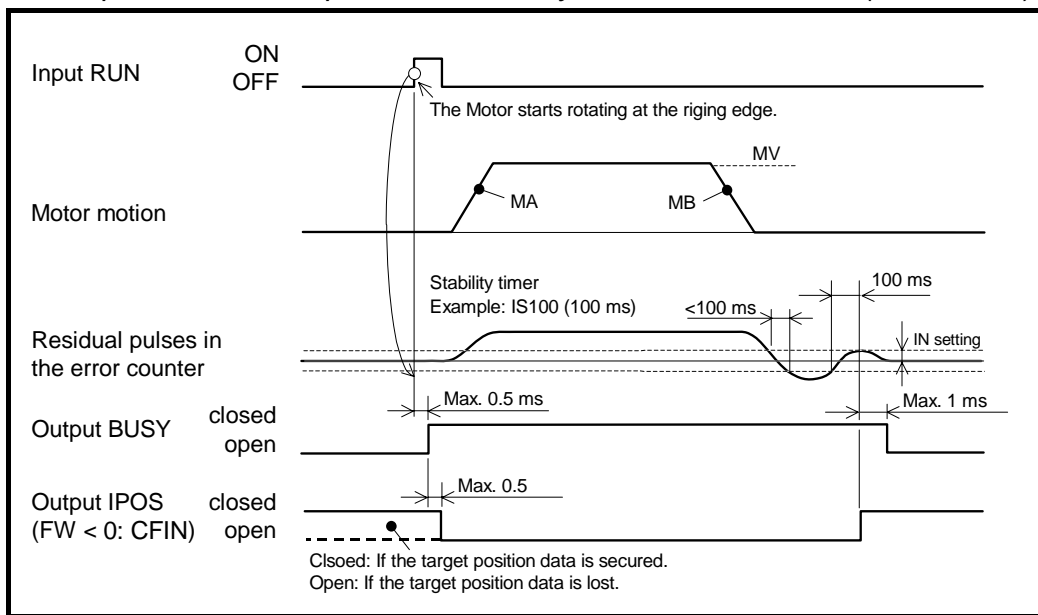 Input RUN
ON
OFF
The Motor starts rotating at the riging edge.
MV
MA
MB
Motor motion
Stability timer
Example: IS100 (100 ms)
<100 ms
100 ms
Residual pulses in
the error counter
IN setting
Max. 0.5 ms
Max. 1 ms
Output BUSY
closed
open
Max. 0.5
Output IPOS
(FW < 0: CFIN)
closed
open
Clsoed: If the target position data is secured.
Open: If the target position data is lost.